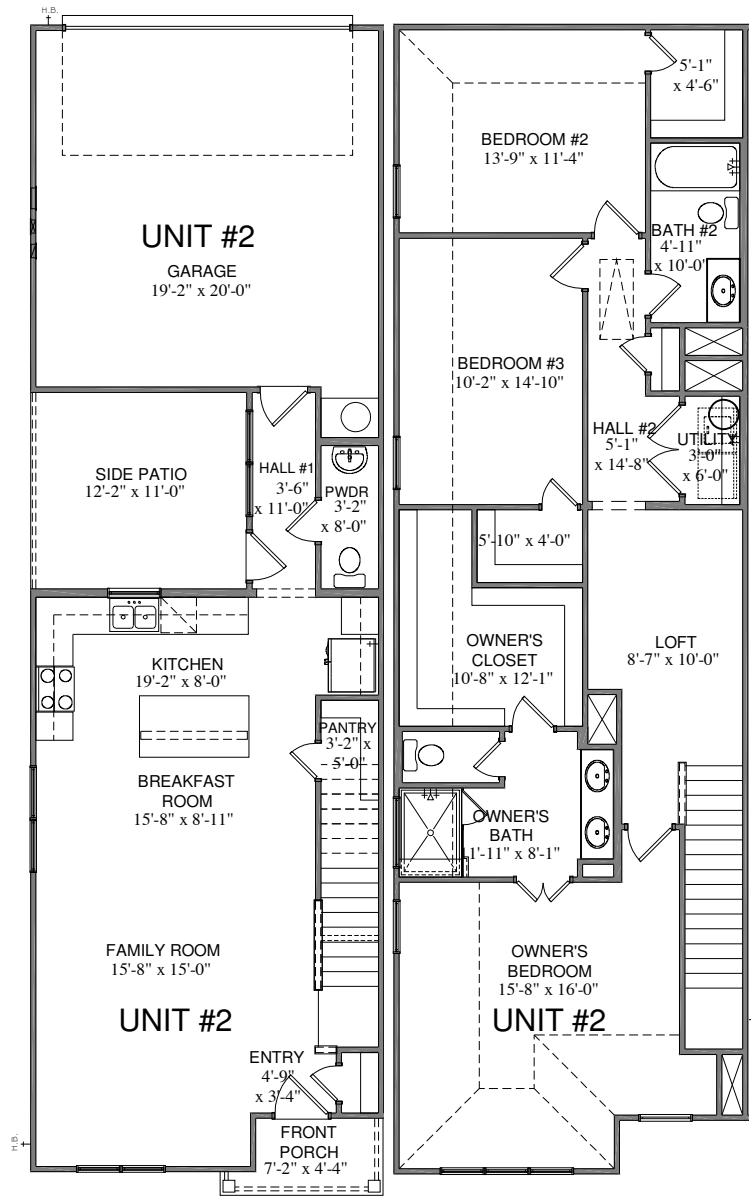 H.B.
UNIT #2
GARAGE
19'-2" x 20'-0"
SIDE PATIO
12'-2" x 11'-0"
HALL #1
3'-6"
x 11'-0"
PWDR
3'-2"
x 8'-0"
KITCHEN
19'-2" x 8'-0"
PANTRY
3'-2" x
5'-0"
BREAKFAST
ROOM
15'-8" x 8'-11"
FAMILY ROOM
15'-8" x 15'-0"
UNIT #2
ENTRY
4'-9"
x 3'-4"
FRONT
PORCH
7'-2" x 4'-4"
H.B.
5'-1"
x 4'-6"
BEDROOM #2
13'-9" x 11'-4"
BATH #2
4'-11"
x 10'-0"
BEDROOM #3
10'-2" x 14'-10"
HALL #2
5'-1"
x 14'-8"
UTILITY
3'-0"
x 6'-0"
5'-10" x 4'-0"
OWNER'S
CLOSET
10'-8" x 12'-1"
LOFT
8'-7" x 10'-0"
OWNER'S
BATH
11'-11" x 8'-1"
OWNER'S
BEDROOM
15'-8" x 16'-0"
UNIT #2